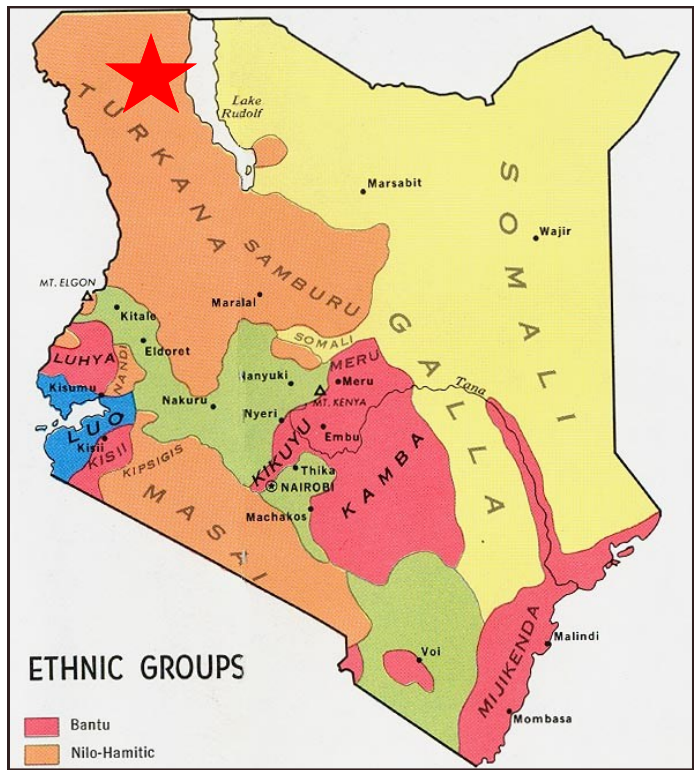 Lake
Rudolf
TURKANA
SOMALI
Marsabit
Wajir
SAMBURU
MT. ELGON
Maralal
Kitale
GALLA
SOMALI
Eldoret
LUHYA
NANDI
MERU
Nanyuki
Meru
Tana
Kisumu
MT. KENYA
Nakuru
Nyeri
LUO
Embu
Kisii
KISII
KIKUYU
KAMBA
KIPSIGIS
Thika
NAIROBI
MASAI
Machakos
Voi
MIJIKENDA
Malindi
Mombasa
ETHNIC GROUPS
Bantu
Nilo-Hamitic